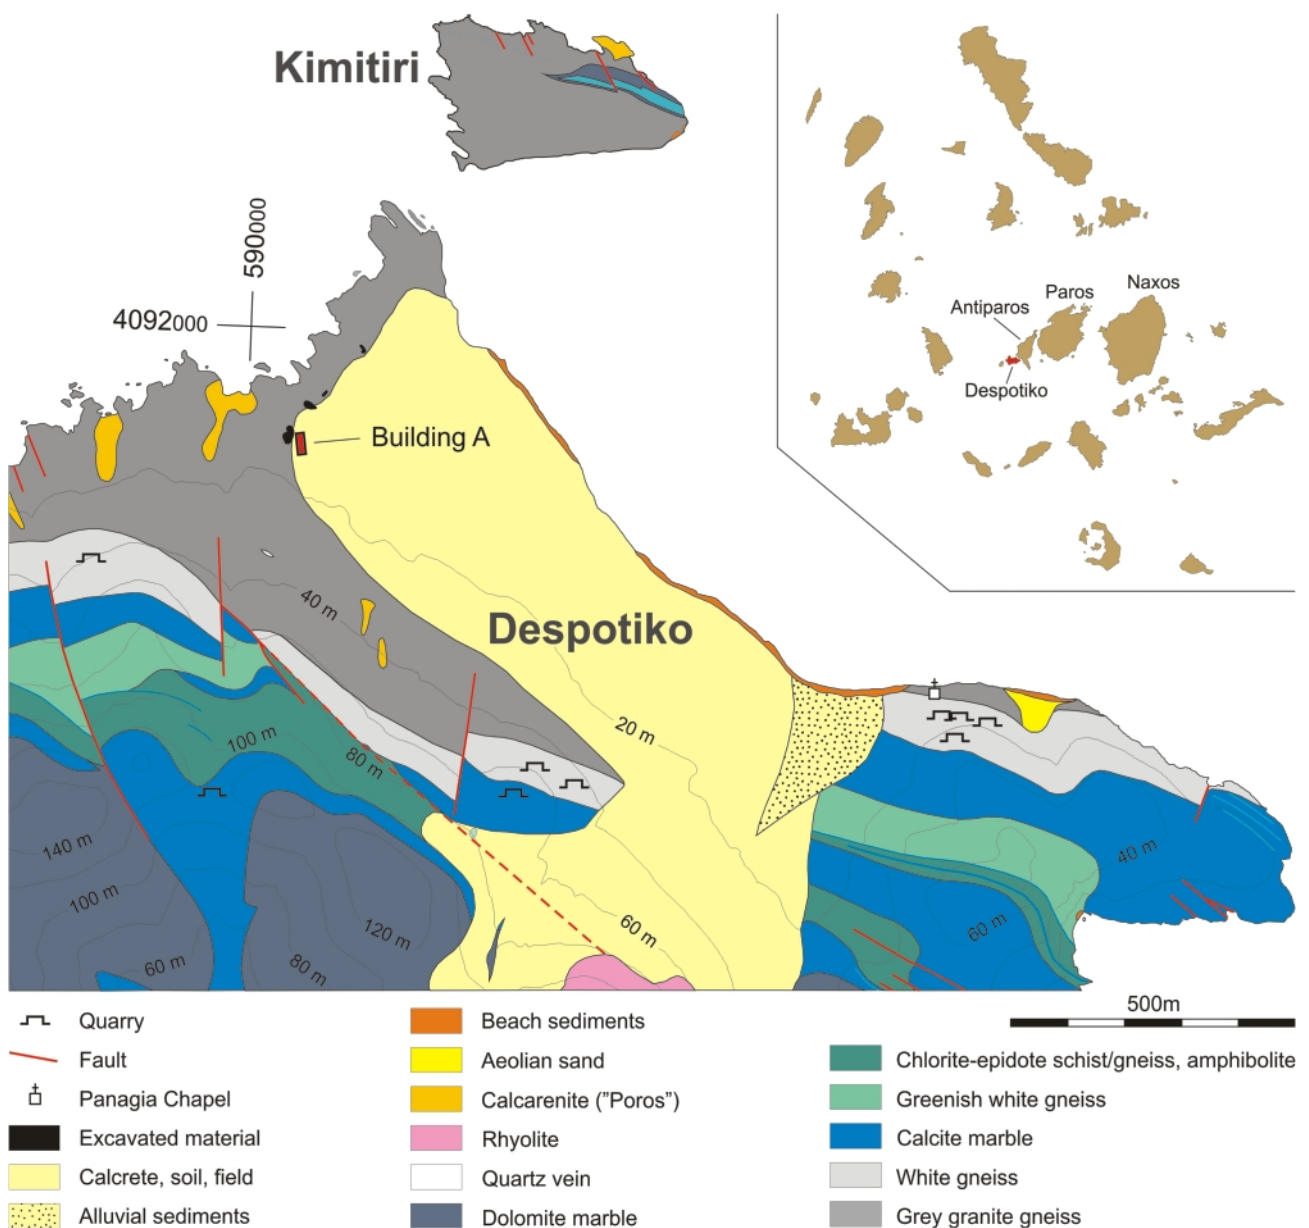 Kimitiri
590000
4092000
Building A
Antiparos
Paros
Naxos
Despotiko
40 m
Despotiko
20 m
100 m
80 m
140 m
100 m
60 m
120 m
80 m
60 m
40 m
60 m
500m
Quarry
Fault
Panagia Chapel
Excavated material
Calcrete, soil, field
Alluvial sediments
Beach sediments
Aeolian sand
Calcarenite ("Poros")
Rhyolite
Quartz vein
Dolomite marble
Chlorite-epidote schist/gneiss, amphibolite
Greenish white gneiss
Calcite marble
White gneiss
Grey granite gneiss